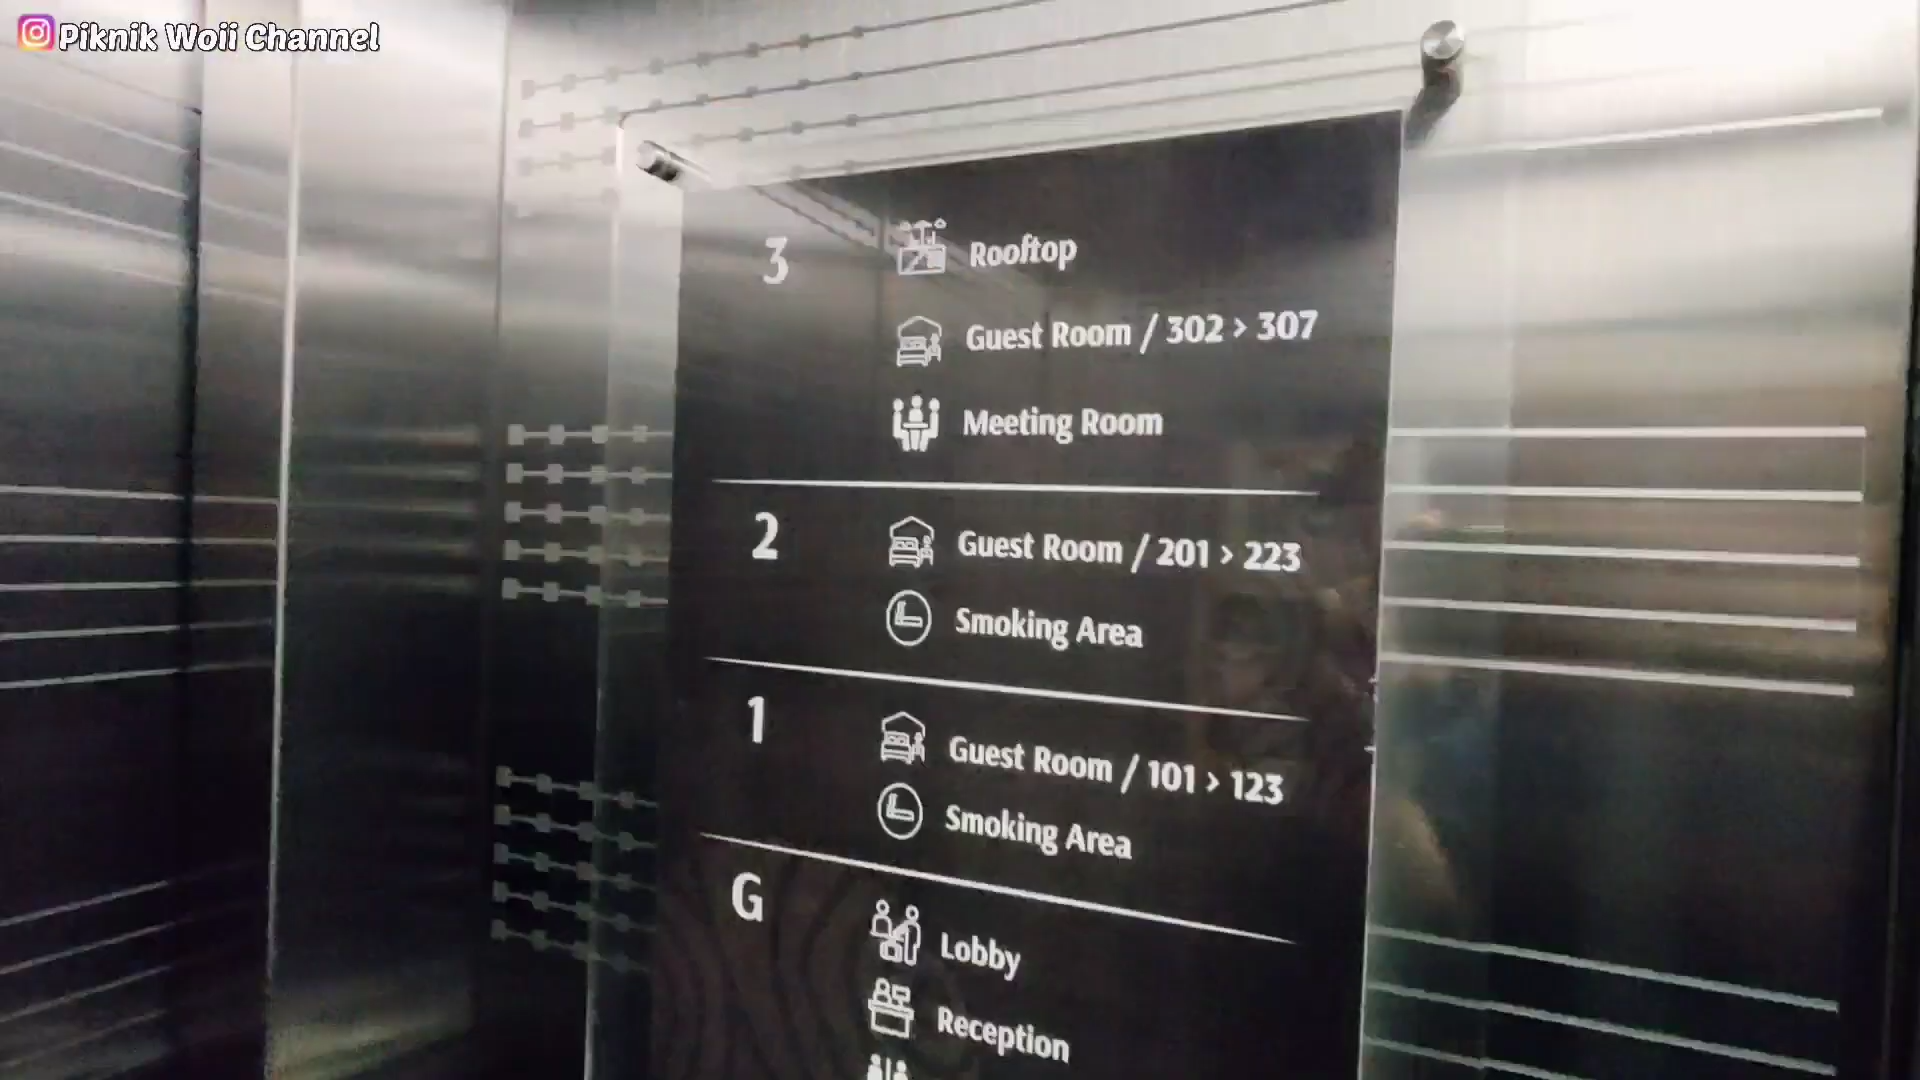 Piknik Woii Channel
3
Rooftop
Guest Room / 302 > 307
Meeting Room
2
Guest Room / 201 > 223
Smoking Area
1
Guest Room / 101 > 123
Smoking Area
G
Lobby
Reception